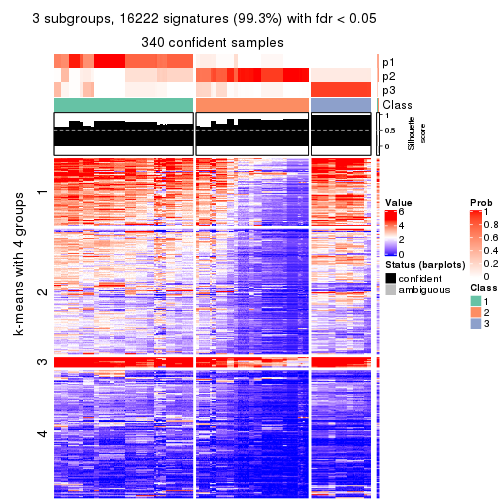 3 subgroups, 16222 signatures (99.3%) with fdr < 0.05
340 confident samples
p1
p2
p3
Class
1
0.5
0
Silhouette
score
k-means with 4 groups
1
2
3
4
Value
6
4
2
0
Status (barplots)
confident
ambiguous
Prob
1
0.8
0.6
0.4
0.2
0
Class
1
2
3